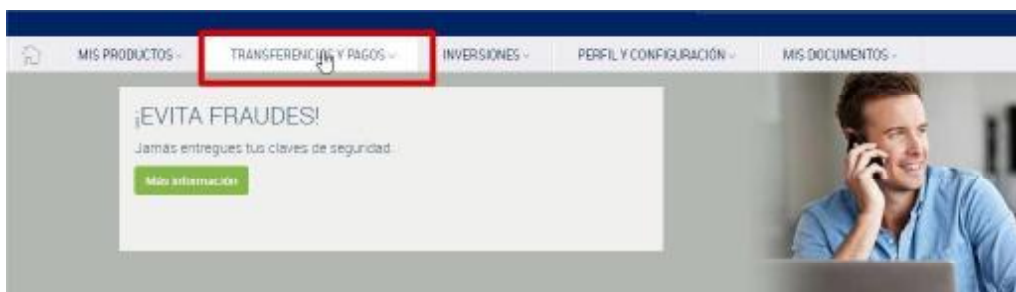 MIS PRODUCTOS
TRANSFERENCIAS Y PAGOS
INVERSIONES
PERFIL Y CONFIGURACIÓN
MIS DOCUMENTOS
¡EVITA FRAUDES!
Jamás entregues tus claves de seguridad
Más información